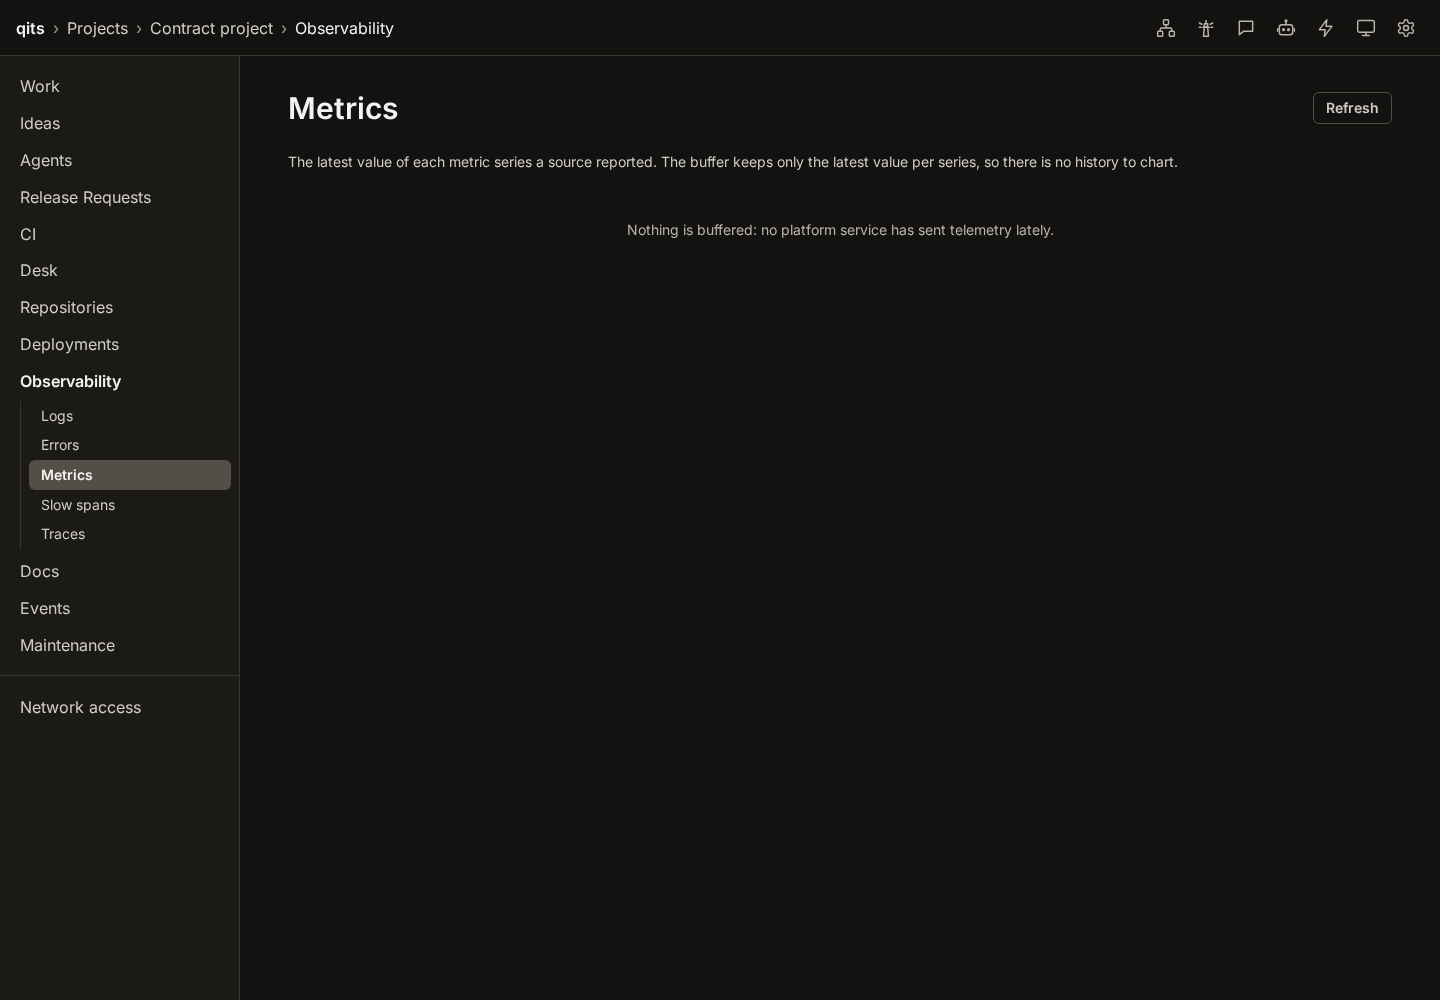 qits › Projects › Contract project › Observability
Work
Ideas
Agents
Release Requests
CI
Desk
Repositories
Deployments
Observability
Logs
Errors
Metrics
Slow spans
Traces
Docs
Events
Maintenance
Network access
Metrics
Refresh
The latest value of each metric series a source reported. The buffer keeps only the latest value per series, so there is no history to chart.
Nothing is buffered: no platform service has sent telemetry lately.